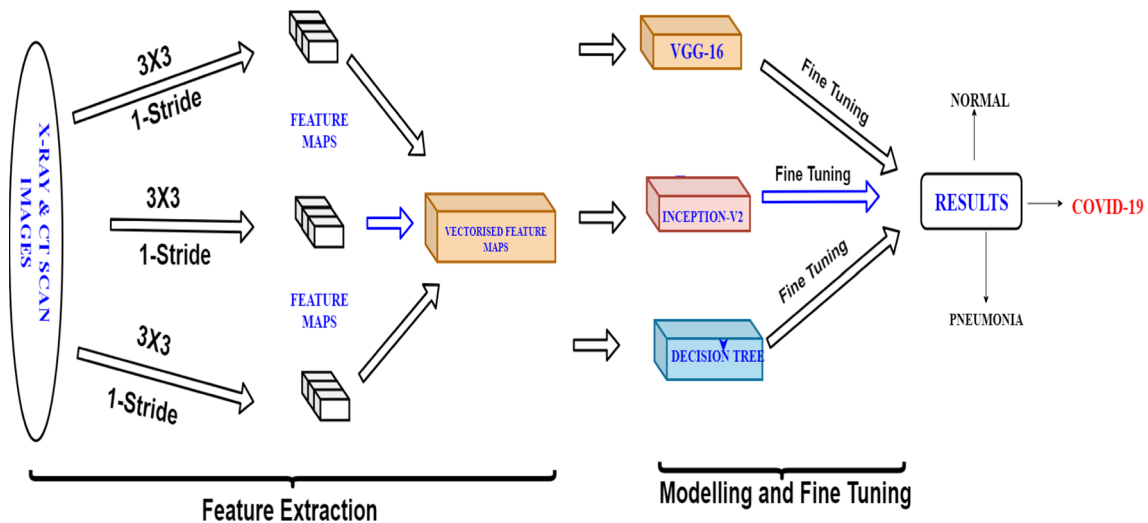 X-RAY & CT SCAN
IMAGES
3X3
1-Stride
3X3
1-Stride
3X3
1-Stride
FEATURE
MAPS
FEATURE
MAPS
VECTORISED FEATURE
MAPS
VGG-16
INCEPTION-V2
DECISION TREE
Fine Tuning
Fine Tuning
Fine Tuning
NORMAL
RESULTS
COVID-19
PNEUMONIA
Feature Extraction
Modelling and Fine Tuning